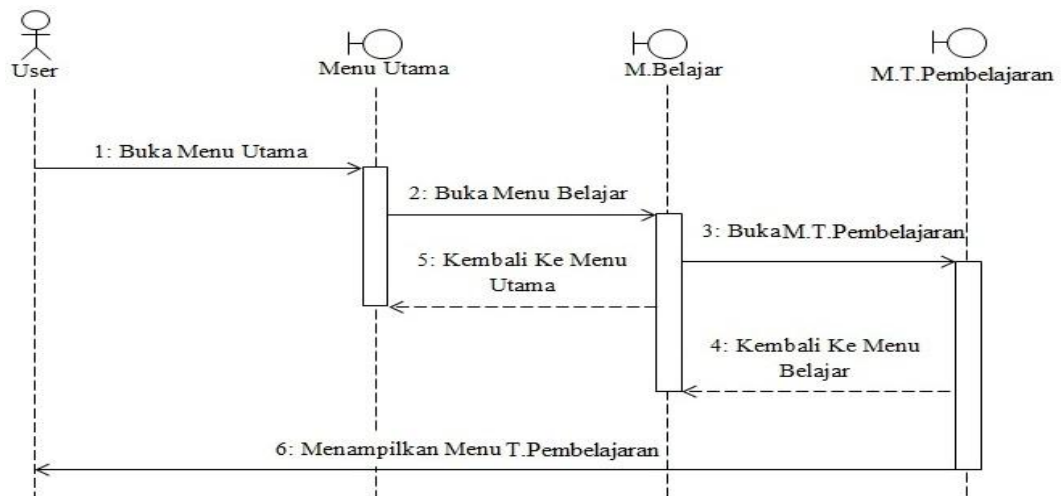 User
Menu Utama
M.Belajar
M.T.Pembelajaran
1: Buka Menu Utama
2: Buka Menu Belajar
3: Buka M.T.Pembelajaran
5: Kembali Ke Menu
Utama
4: Kembali Ke Menu
Belajar
6: Menampilkan Menu T.Pembelajaran